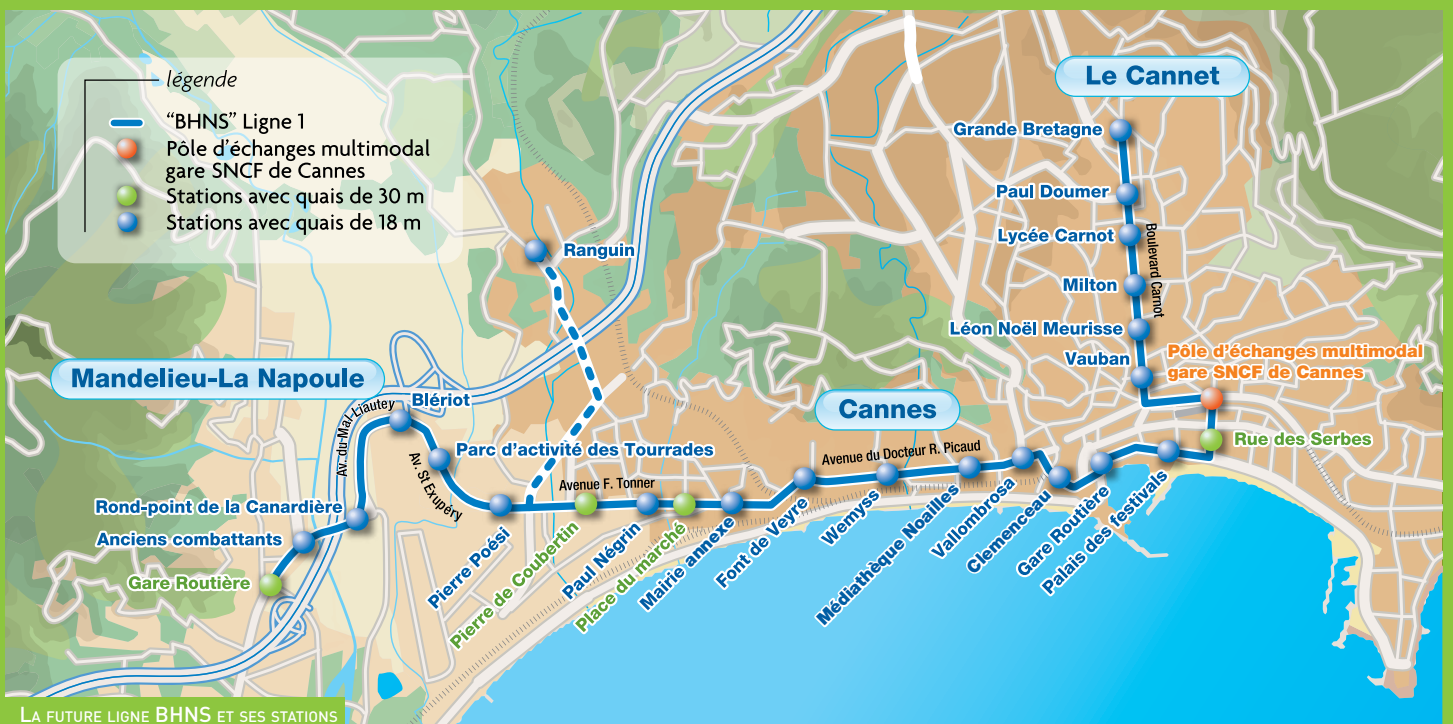 légende
“BHNS” Ligne 1
Pôle d’échanges multimodal
gare SNCF de Cannes
Stations avec quais de 30 m
Stations avec quais de 18 m
Le Cannet
Grande Bretagne
Paul Doumer
Lycée Carnot
Boulevard Carnot
Milton
Léon Noël Meurisse
Vauban
Pôle d’échanges multimodal
gare SNCF de Cannes
Rue des Serbes
Ranguin
Mandelieu-La Napoule
Cannes
Blériot
Av. du Mal-Liautey
Parc d’activité des Tourrades
Av. St Exupéry
Avenue F. Tonner
Avenue du Docteur R. Picaud
Rond-point de la Canardière
Anciens combattants
Gare Routière
Pierre Poési
Pierre de Coubertin
Paul Négrin
Place du marché
Mairie annexe
Font de Veyre
Wemyss
Médiathèque Noailles
Vallombrosa
Clemenceau
Gare Routière
Palais des festivals
LA FUTURE LIGNE BHNS ET SES STATIONS